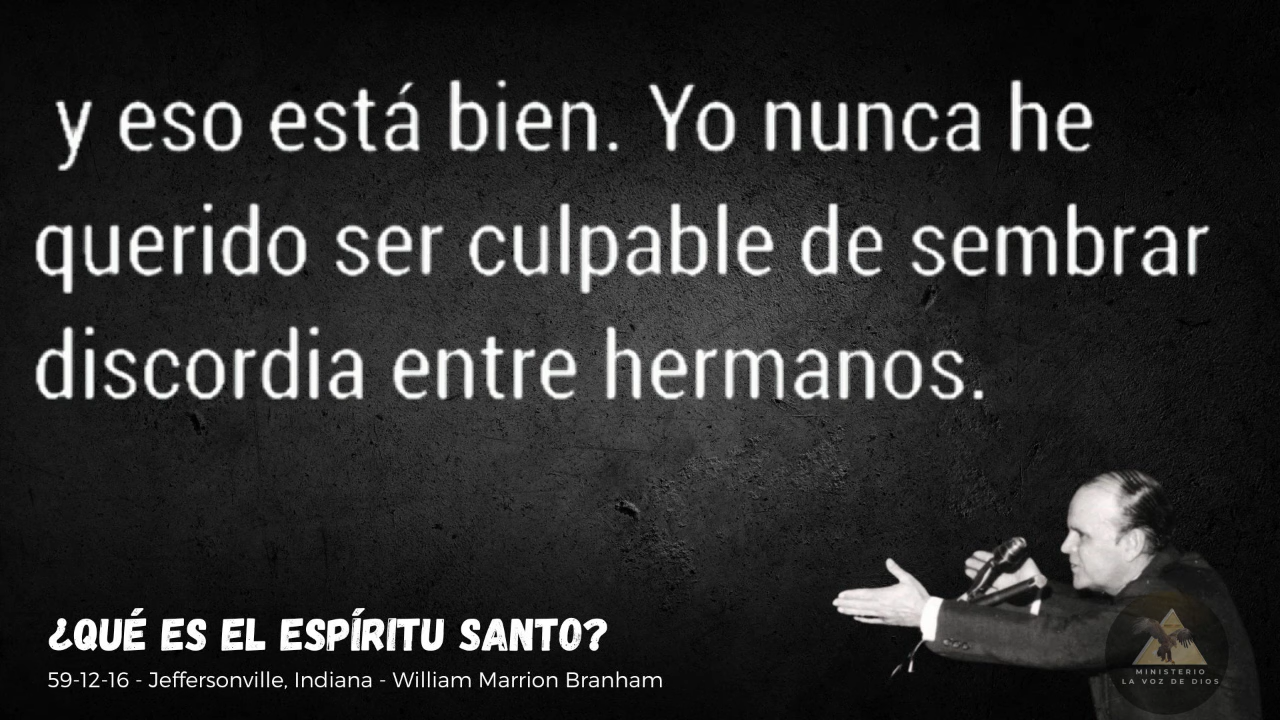 y eso está bien. Yo nunca he
querido ser culpable de sembrar
discordia entre hermanos.
¿QUÉ ES EL ESPÍRITU SANTO?
59-12-16 - Jeffersonville, Indiana - William Marrion Branham
MINISTERIO
LA VOZ DE DIOS